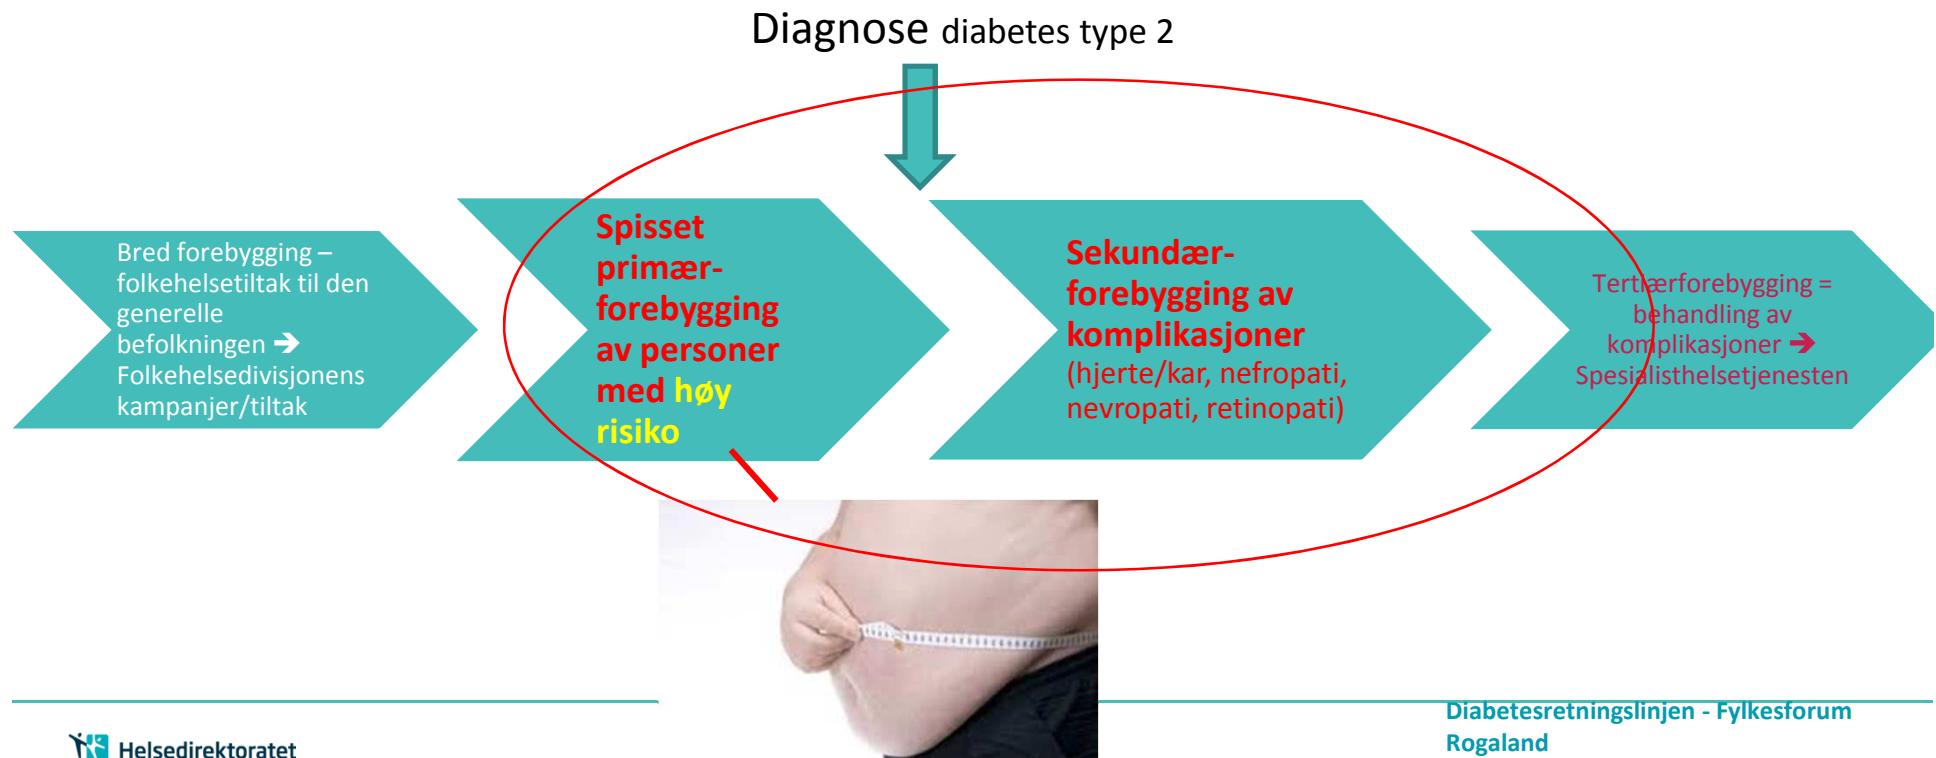 Diagnose diabetes type 2
Bred forebygging –
folkehelsetiltak til den
generelle
befolkningen ➔
Folkehelsedivisjonens
kampanjer/tiltak
Spisset
primær-
forebygging
av personer
med høy
risiko
Sekundær-
forebygging av
komplikasjoner
(hjerte/kar, nefropati,
nevropati, retinopati)
Tertiærforebygging =
behandling av
komplikasjoner ➔
Spesialisthelsetjenesten
Helsedirektoratet
Diabetesretningslinjen - Fylkesforum
Rogaland